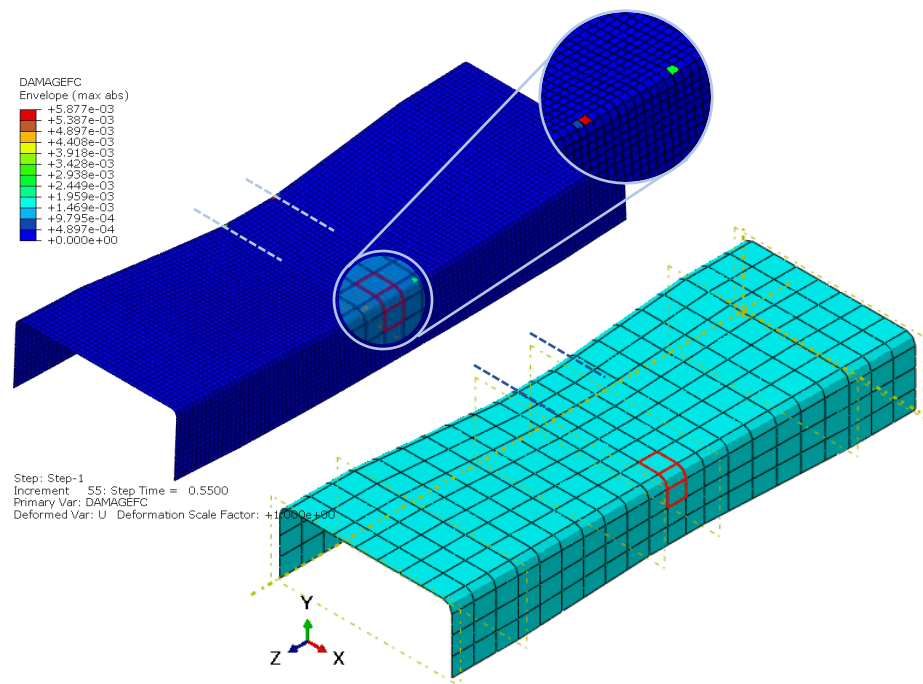 DAMAGEFC
Envelope (max abs)
+5.877e-03
+5.387e-03
+4.897e-03
+4.408e-03
+3.918e-03
+3.428e-03
+2.938e-03
+2.449e-03
+1.959e-03
+1.469e-03
+9.795e-04
+4.897e-04
+0.000e+00
Step: Step-1
Increment 55: Step Time = 0.5500
Primary Var: DAMAGEFC
Deformed Var: U Deformation Scale Factor: +1.000e+00
Y
Z
X